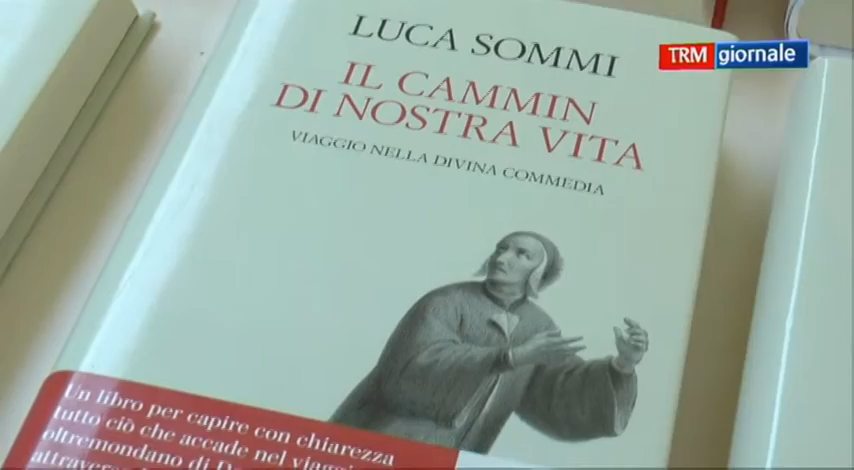 LUCA SOMMI
IL CAMMIN
DI NOSTRA VITA
VIAGGIO NELLA DIVINA COMMEDIA
TRM giornale
Un libro per capire con chiarezza
tutto ciò che accade nel viaggi
oltremondano di D